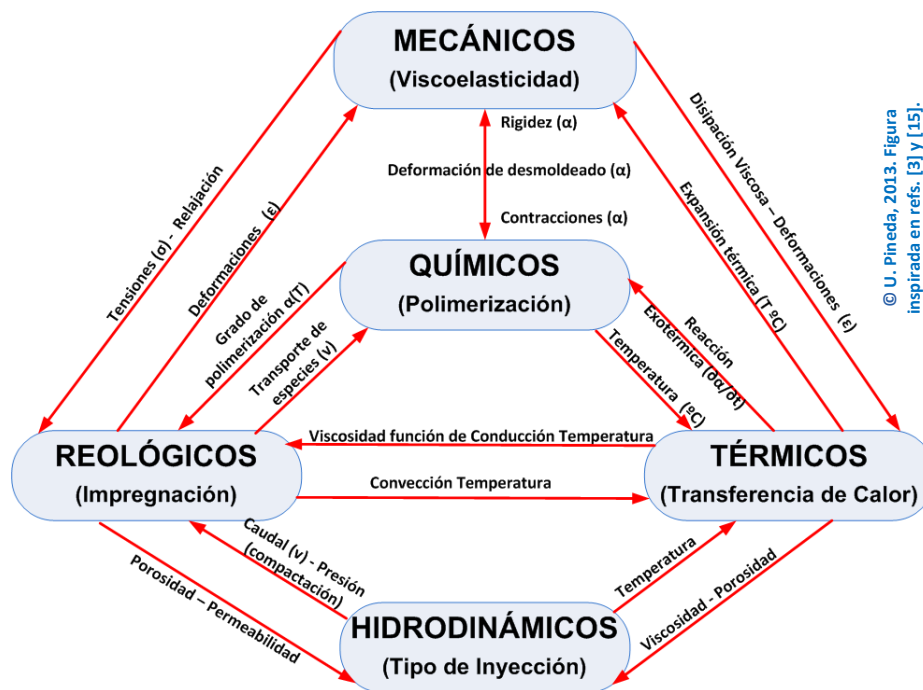 MECÁNICOS
(Viscoelasticidad)
Rigidez (α)
Deformación de desmoldeado (α)
Contracciones (α)
Tensiones (σ) - Relajación
Deformaciones (ε)
Disipación Viscosa – Deformaciones (ε)
Expansión térmica (T ºC)
© U. Pineda, 2013. Figura
inspirada en refs. [3] y [15].
QUÍMICOS
(Polimerización)
Grado de
polimerización α(T)
Transporte de
especies (v)
Reacción
Exotérmica (∂α/∂t)
Temperatura (ºC)
REOLÓGICOS
(Impregnación)
Viscosidad función de Conducción Temperatura
Convección Temperatura
TÉRMICOS
(Transferencia de Calor)
Caudal (v) - Presión
(compactación)
Porosidad – Permeabilidad
Temperatura
Viscosidad - Porosidad
HIDRODINÁMICOS
(Tipo de Inyección)